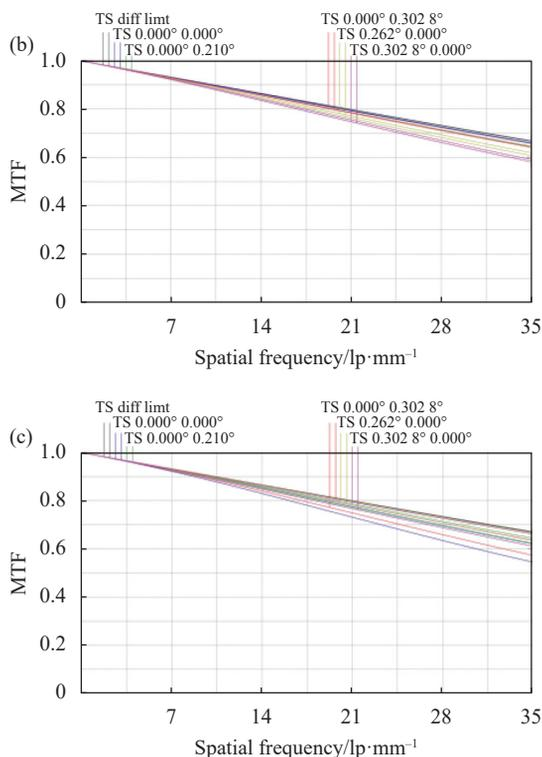 (b)
TS diff limt
TS 0.000° 0.000°
TS 0.000° 0.210°
TS 0.000° 0.302 8°
TS 0.262° 0.000°
TS 0.302 8° 0.000°
1.0
0.8
0.6
0.4
0.2
0
MTF
7 14 21 28 35
Spatial frequency/lp·mm⁻¹
(c)
TS diff limt
TS 0.000° 0.000°
TS 0.000° 0.210°
TS 0.000° 0.302 8°
TS 0.262° 0.000°
TS 0.302 8° 0.000°
1.0
0.8
0.6
0.4
0.2
0
MTF
7 14 21 28 35
Spatial frequency/lp·mm⁻¹